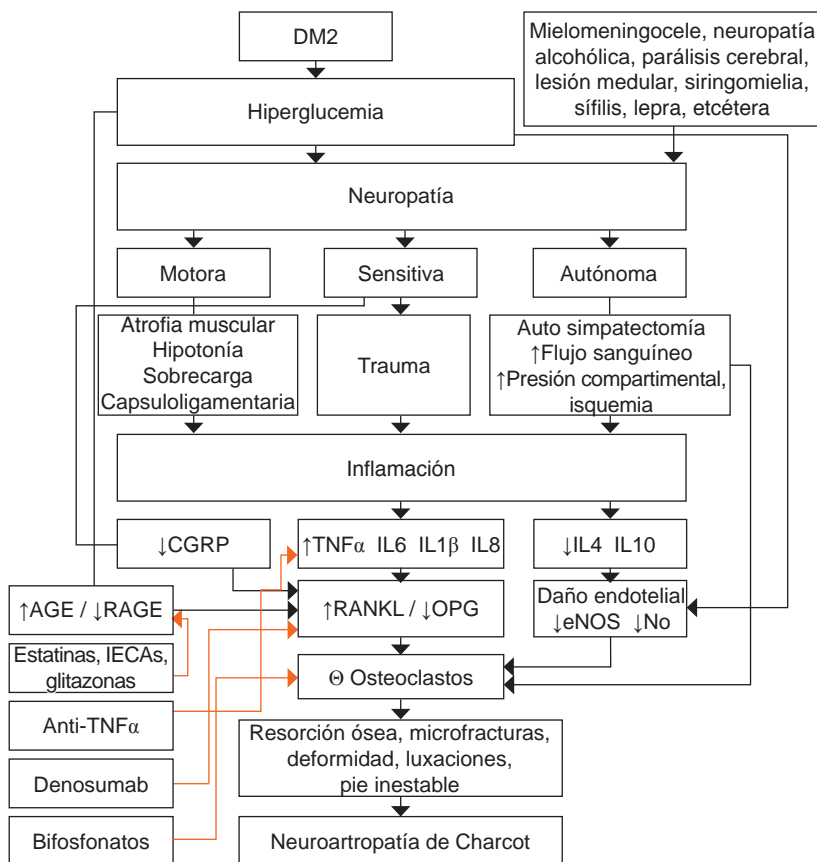 DM2
Mielomeningocele, neuropatía
alcohólica, parálisis cerebral,
lesión medular, siringomielia,
sífilis, lepra, etcétera
Hiperglucemia
Neuropatía
Motora
Sensitiva
Autónoma
Atrofia muscular
Hipotonía
Sobrecarga
Capsuloligamentaria
Trauma
Auto simpatectomía
↑Flujo sanguíneo
↑Presión compartimental,
isquemia
Inflamación
↓CGRP
↑TNFα IL6 IL1β IL8
↓IL4 IL10
↑AGE / ↓RAGE
↑RANKL / ↓OPG
Daño endotelial
↓eNOS ↓No
Estatinas, IECAs,
glitazonas
Θ Osteoclastos
Anti-TNFα
Resorción ósea, microfracturas,
deformidad, luxaciones,
pie inestable
Denosumab
Bifosfonatos
Neuroartropatía de Charcot